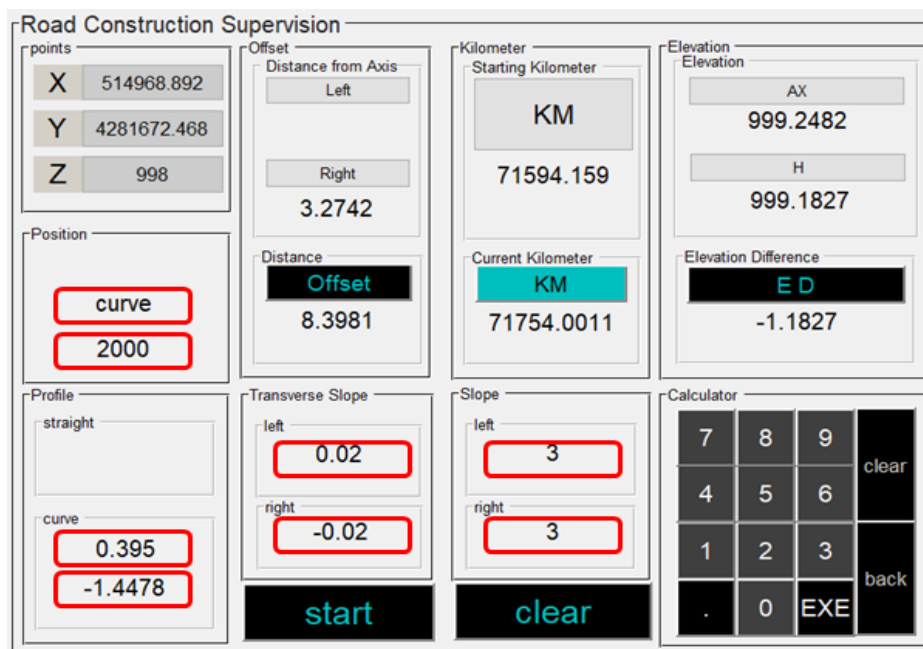 Road Construction Supervision
points
X 514968.892
Y 4281672.468
Z 998
Offset
Distance from Axis
Left
Right
3.2742
Distance
Offset
8.3981
Kilometer
Starting Kilometer
KM
71594.159
Current Kilometer
KM
71754.0011
Elevation
Elevation
AX
999.2482
H
999.1827
Elevation Difference
E D
-1.1827
Position
curve
2000
Profile
straight
curve
0.395
-1.4478
Transverse Slope
left
0.02
right
-0.02
Slope
left
3
right
3
start
clear
Calculator
7 8 9 clear
4 5 6
1 2 3 back
. 0 EXE